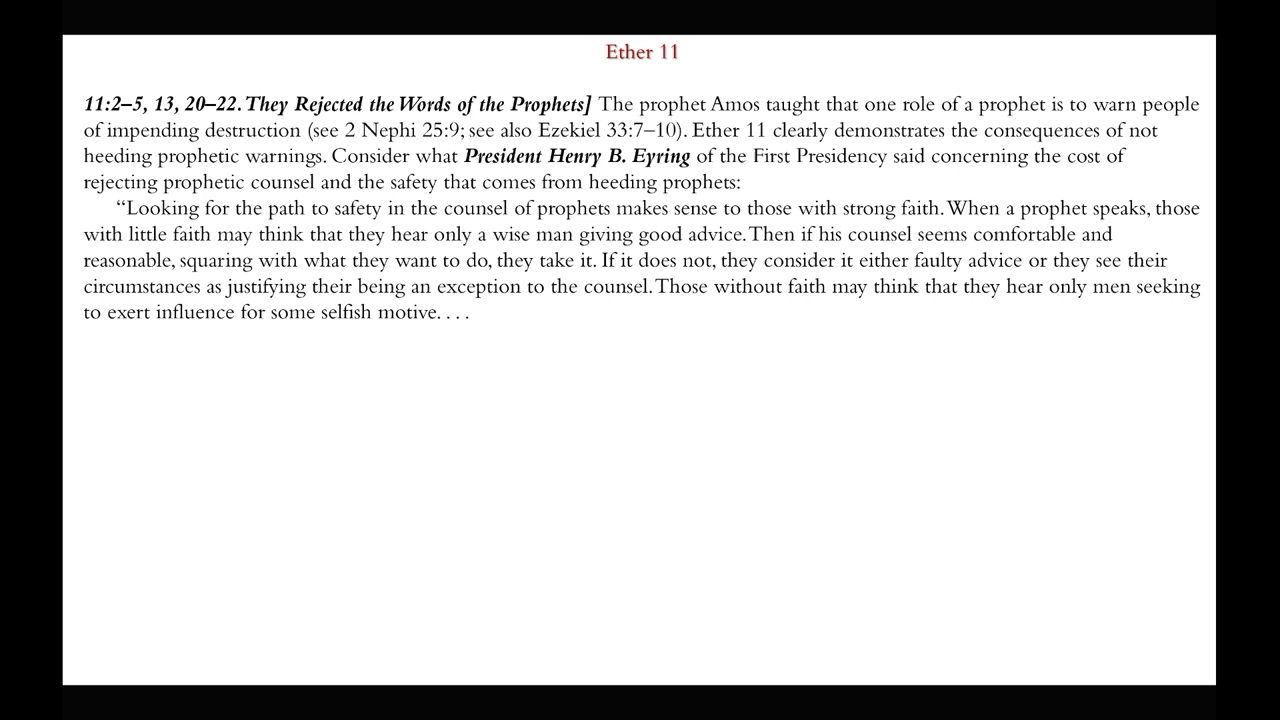 Ether 11
11:2–5, 13, 20–22. They Rejected the Words of the Prophets] The prophet Amos taught that one role of a prophet is to warn people
of impending destruction (see 2 Nephi 25:9; see also Ezekiel 33:7–10). Ether 11 clearly demonstrates the consequences of not
heeding prophetic warnings. Consider what President Henry B. Eyring of the First Presidency said concerning the cost of
rejecting prophetic counsel and the safety that comes from heeding prophets:
“Looking for the path to safety in the counsel of prophets makes sense to those with strong faith. When a prophet speaks, those
with little faith may think that they hear only a wise man giving good advice. Then if his counsel seems comfortable and
reasonable, squaring with what they want to do, they take it. If it does not, they consider it either faulty advice or they see their
circumstances as justifying their being an exception to the counsel. Those without faith may think that they hear only men seeking
to exert influence for some selfish motive. . . .